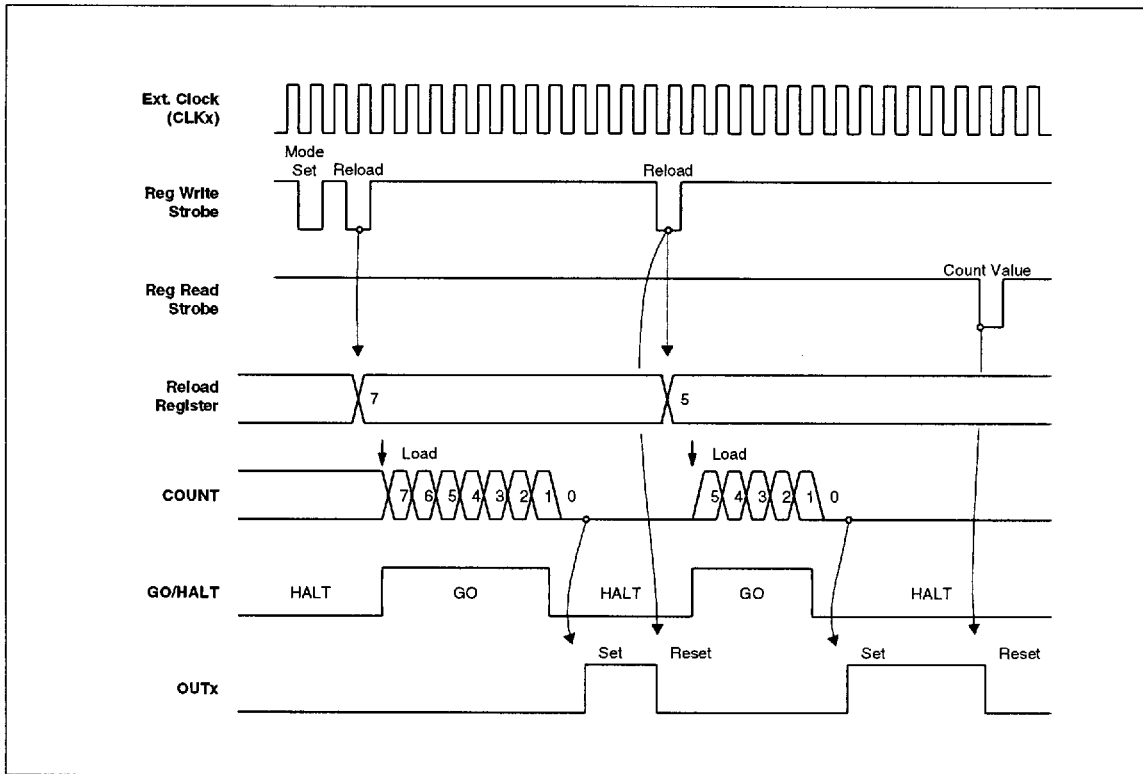 Ext. Clock
(CLKx)
Mode
Set Reload Reload
Reg Write
Strobe
Count Value
Reg Read
Strobe
Reload
Register
7 5
Load Load
COUNT
7 6 5 4 3 2 1 0 5 4 3 2 1 0
GO/HALT
HALT GO HALT GO HALT
Set Reset Set Reset
OUTx